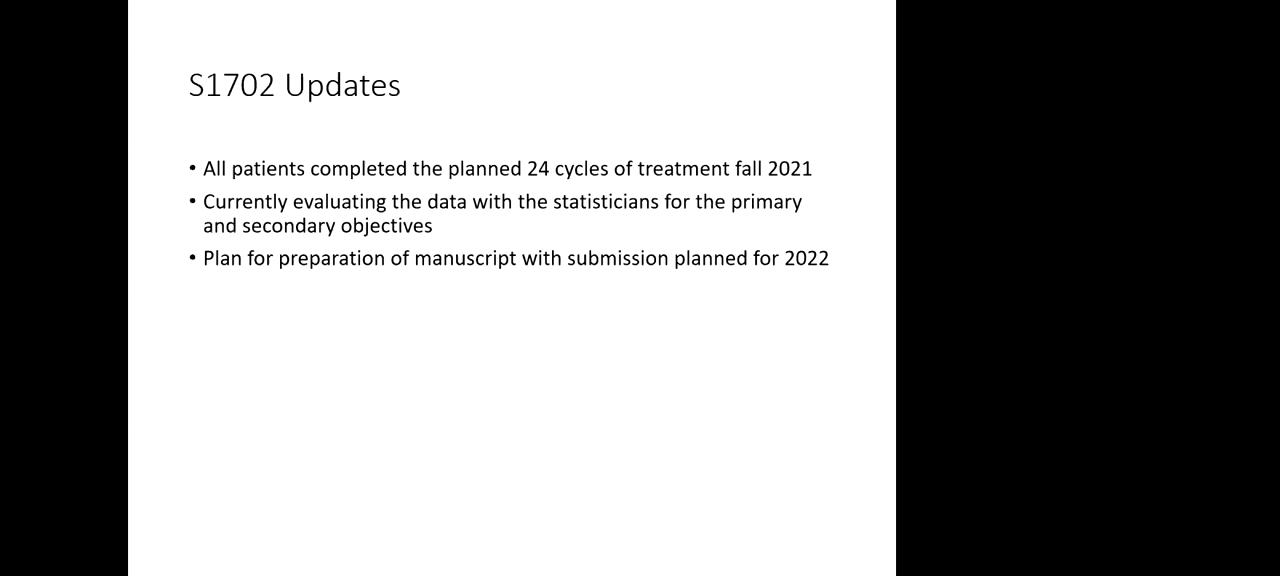 S1702 Updates
• All patients completed the planned 24 cycles of treatment fall 2021
• Currently evaluating the data with the statisticians for the primary
and secondary objectives
• Plan for preparation of manuscript with submission planned for 2022